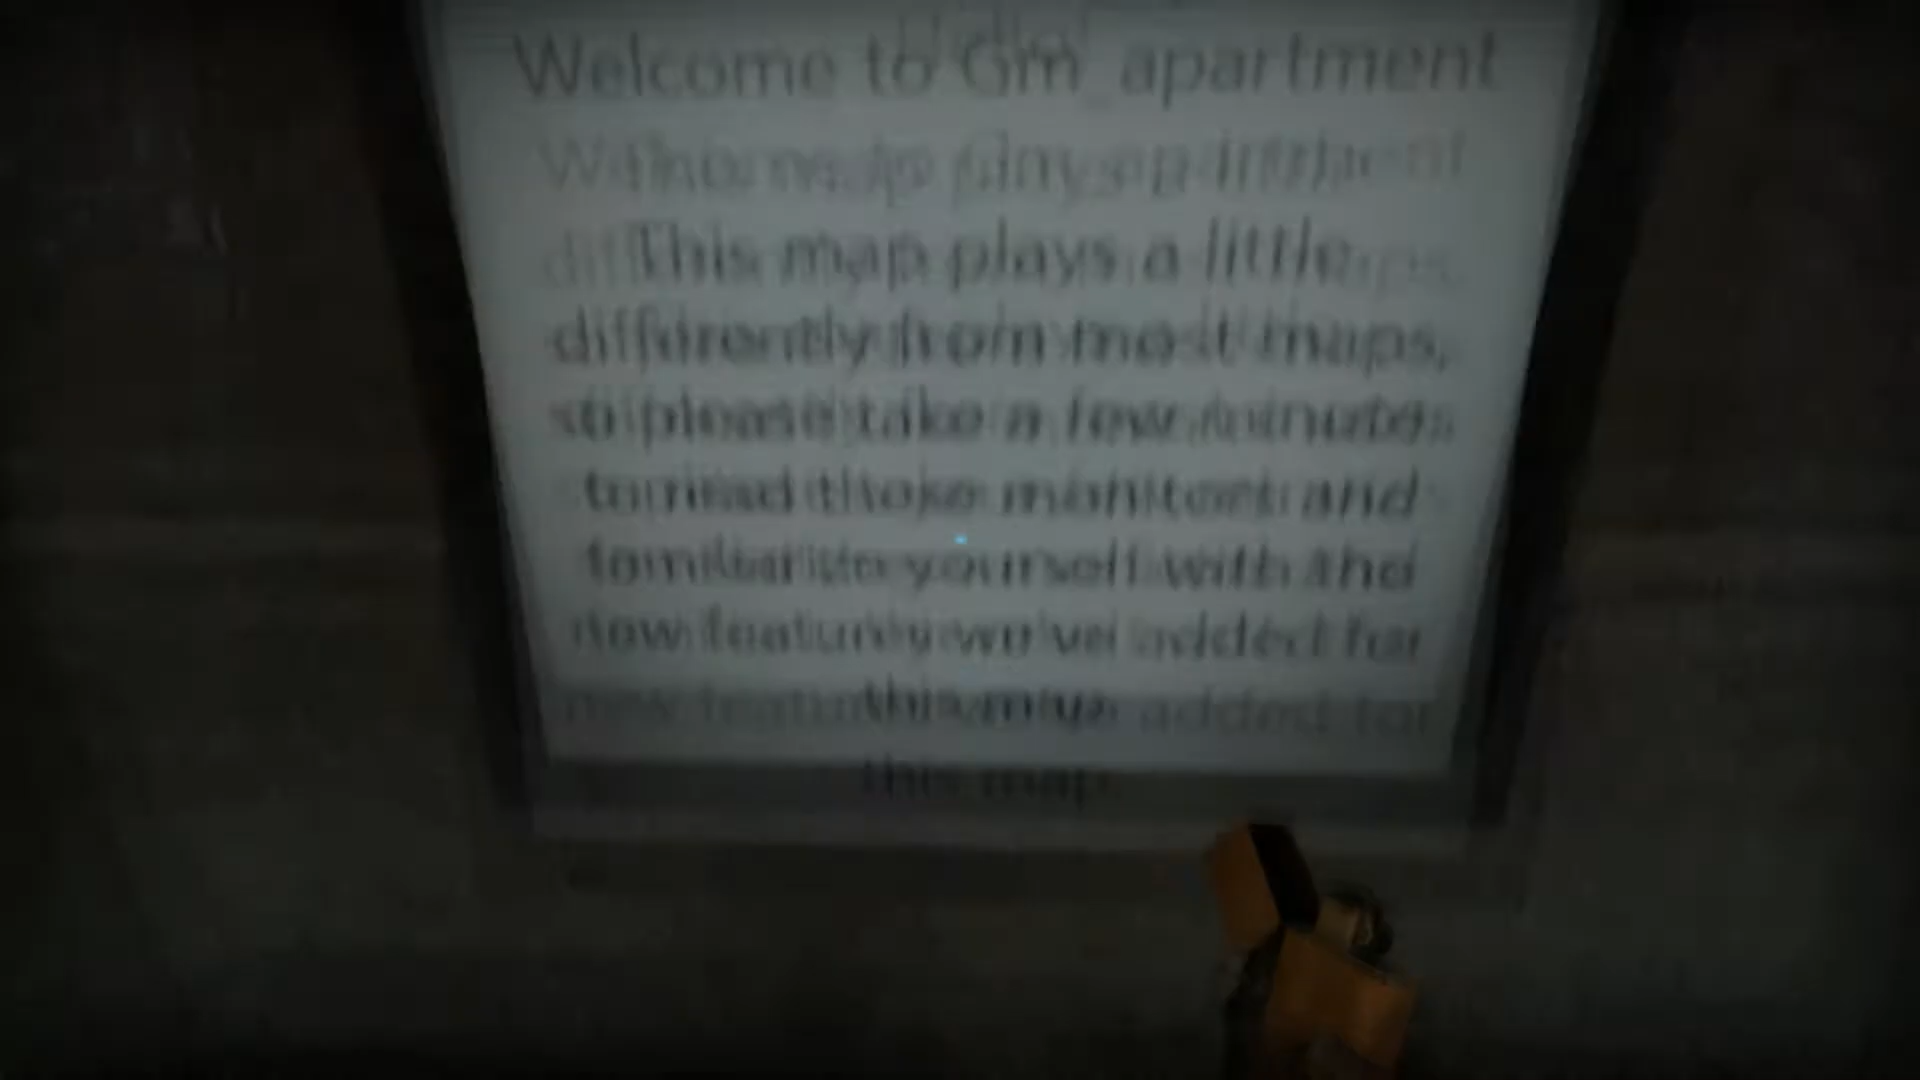 Welcome to Gm_apartment
This map plays a little
differently from most maps,
so please take a few minutes
to read these monitors and
familiarize yourself with the
new features we've added for
this map.